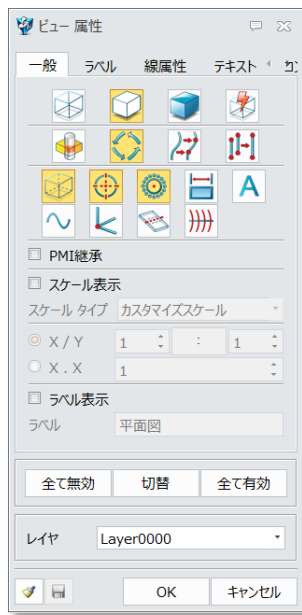 ビュー 属性
一般 ラベル 線属性 テキスト
A
PMI継承
スケール表示
スケール タイプ カスタマイズスケール
X / Y 1 : 1
X . X 1
ラベル表示
ラベル 平面図
全て無効 切替 全て有効
レイヤ Layer0000
OK キャンセル